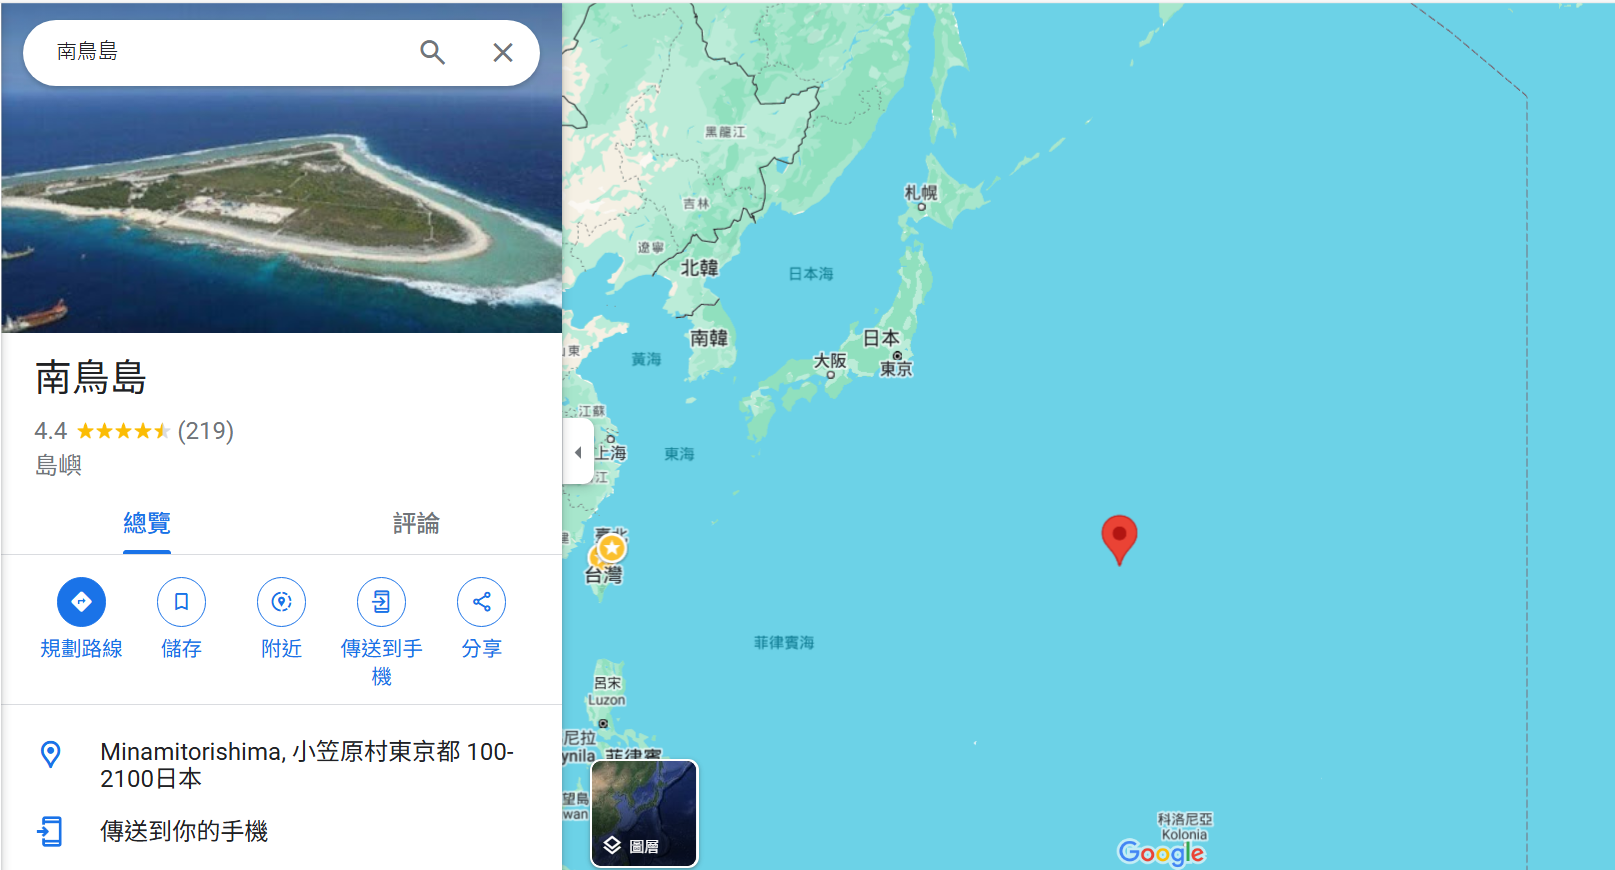 南鳥島
南鳥島
4.4
(219)
島嶼
總覽
評論
規劃路線
儲存
附近
傳送到手
機
分享
Minamitorishima, 小笠原村東京都 100-
2100日本
傳送到你的手機
黑龍江
吉林
遼寧
北韓
札幌
日本海
南韓
日本
東京
大阪
黃海
山東
江蘇
上海
江
東海
臺北
台灣
菲律賓海
呂宋
Luzon
尼拉
ynila
菲律賓
望島
wan
圖層
科洛尼亞
Kolonia
Google